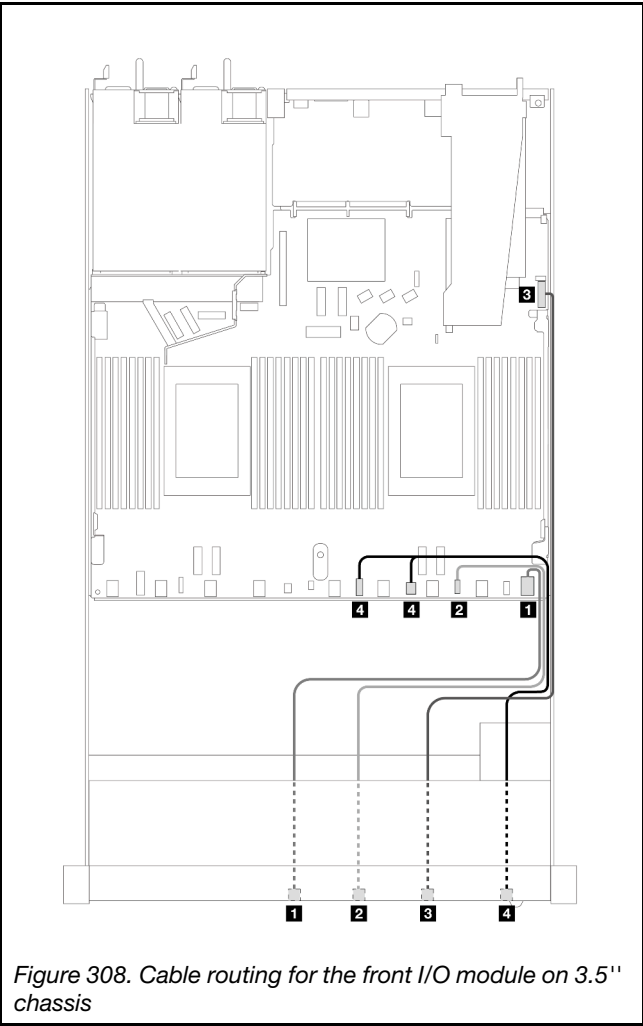 3
4 4 2 1
1 2 3 4
Figure 308. Cable routing for the front I/O module on 3.5''
chassis